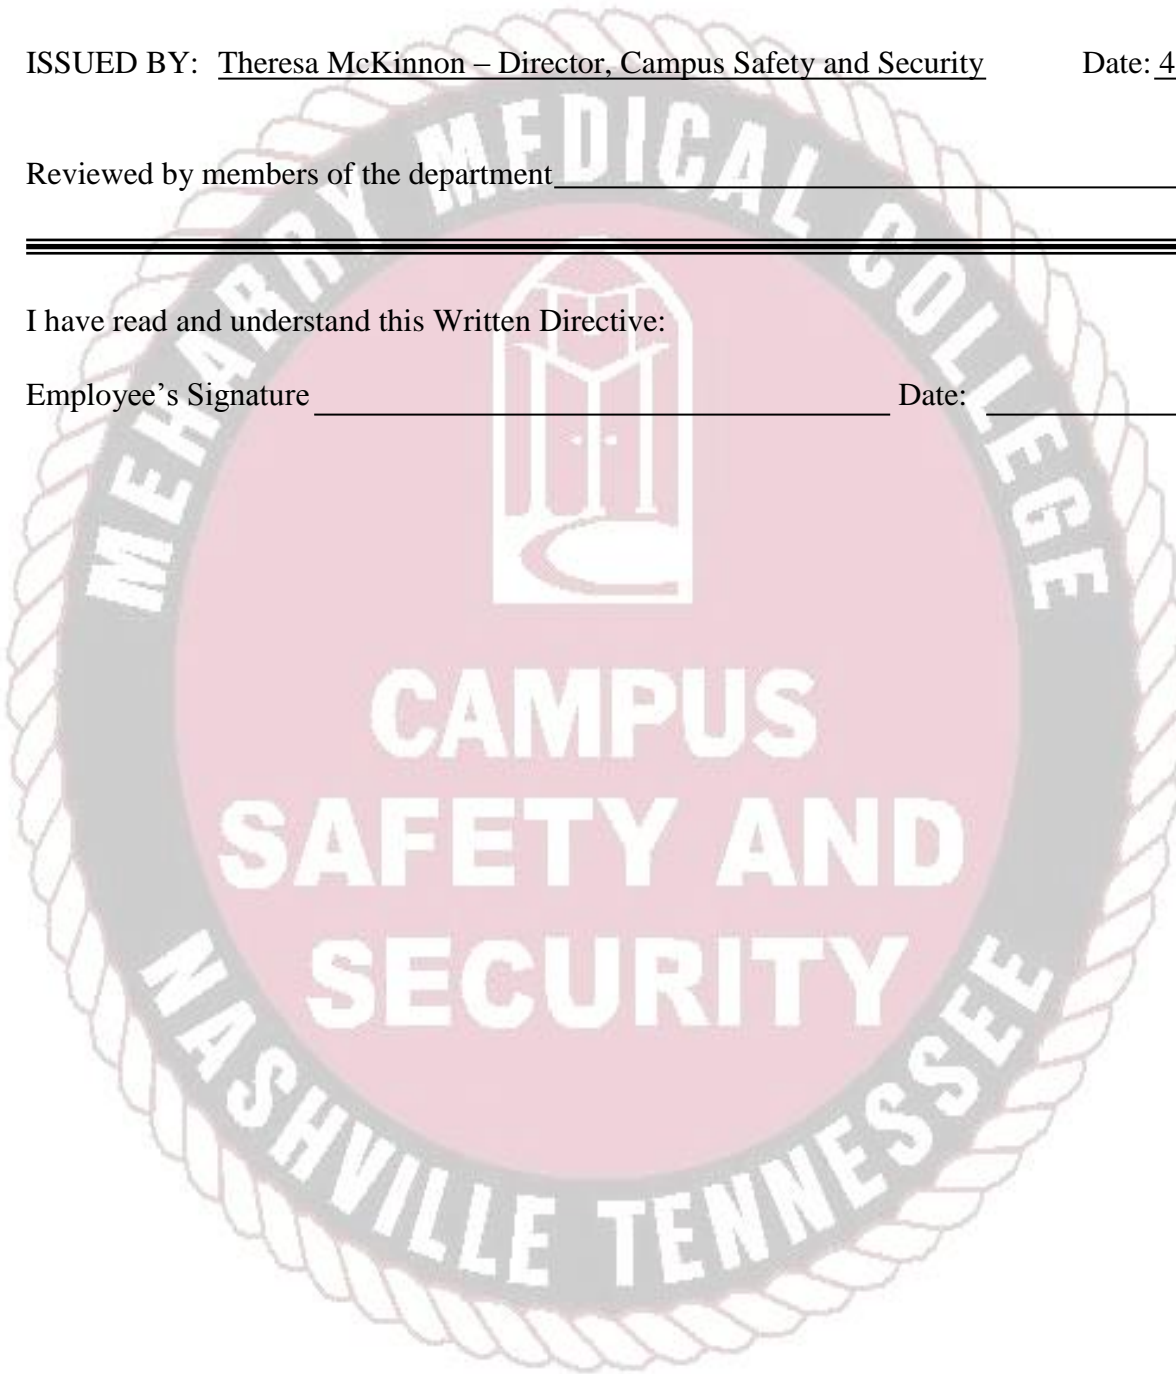 ISSUED BY: Theresa McKinnon – Director, Campus Safety and Security Date: 4
Reviewed by members of the department
I have read and understand this Written Directive:
Employee’s Signature Date:
MEHARRY MEDICAL COLLEGE
CAMPUS
SAFETY AND
SECURITY
NASHVILLE TENNESSEE